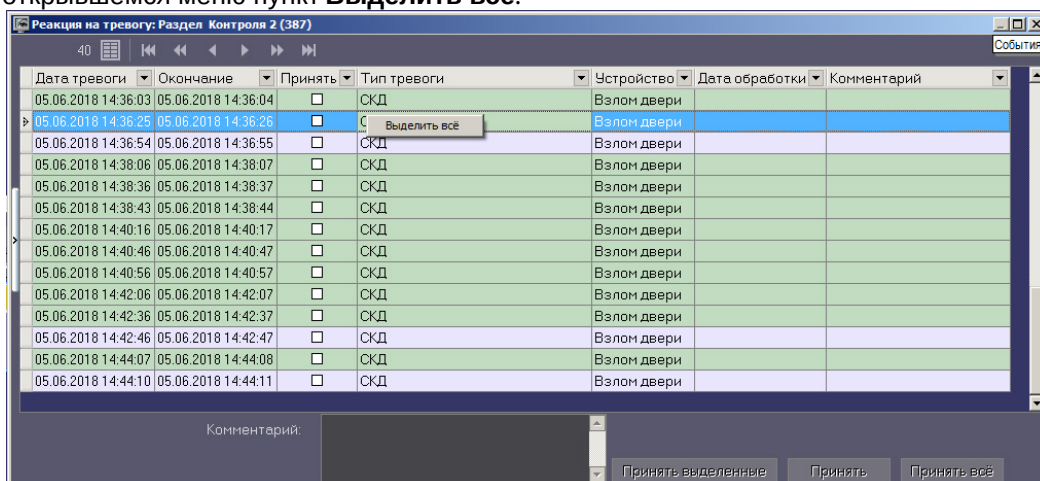 открывшемся меню пункт Выделить всё.
Реакция на тревогу: Раздел Контроля 2 (387)
События
40
Дата тревоги Окончание Принять Тип тревоги Устройство Дата обработки Комментарий
05.06.2018 14:36:03 05.06.2018 14:36:04 СКД Взлом двери
05.06.2018 14:36:25 05.06.2018 14:36:26 Взлом двери
Выделить всё
05.06.2018 14:36:54 05.06.2018 14:36:55 СКД Взлом двери
05.06.2018 14:38:06 05.06.2018 14:38:07 СКД Взлом двери
05.06.2018 14:38:36 05.06.2018 14:38:37 СКД Взлом двери
05.06.2018 14:38:43 05.06.2018 14:38:44 СКД Взлом двери
05.06.2018 14:40:16 05.06.2018 14:40:17 СКД Взлом двери
05.06.2018 14:40:46 05.06.2018 14:40:47 СКД Взлом двери
05.06.2018 14:40:56 05.06.2018 14:40:57 СКД Взлом двери
05.06.2018 14:42:06 05.06.2018 14:42:07 СКД Взлом двери
05.06.2018 14:42:36 05.06.2018 14:42:37 СКД Взлом двери
05.06.2018 14:42:46 05.06.2018 14:42:47 СКД Взлом двери
05.06.2018 14:44:07 05.06.2018 14:44:08 СКД Взлом двери
05.06.2018 14:44:10 05.06.2018 14:44:11 СКД Взлом двери
Комментарий:
Принять выделенные Принять Принять всё